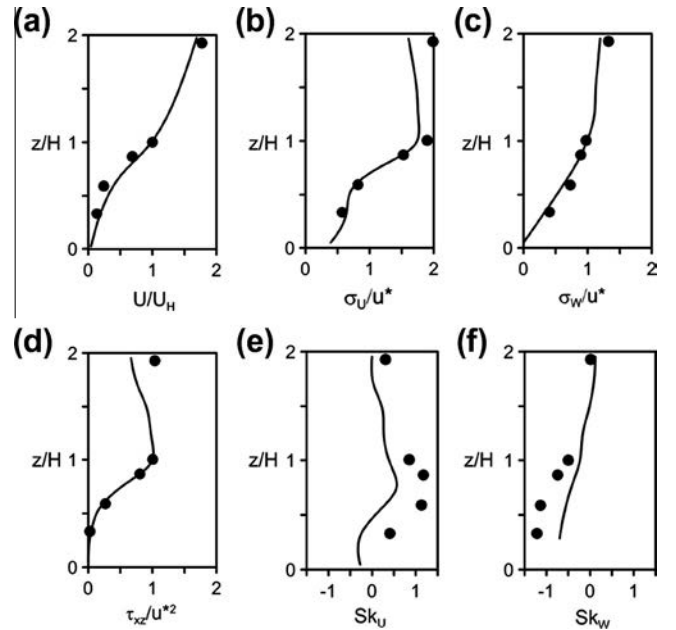 (a)
2
z/H 1
0
0 1 2
U/U_H
(b)
2
z/H 1
0
0 1 2
σ_U/u*
(c)
2
z/H 1
0
0 1 2
σ_W/u*
(d)
2
z/H 1
0
0 1 2
τ_xz/u*²
(e)
2
z/H 1
0
-1 0 1
Sk_U
(f)
2
z/H 1
0
-1 0 1
Sk_W